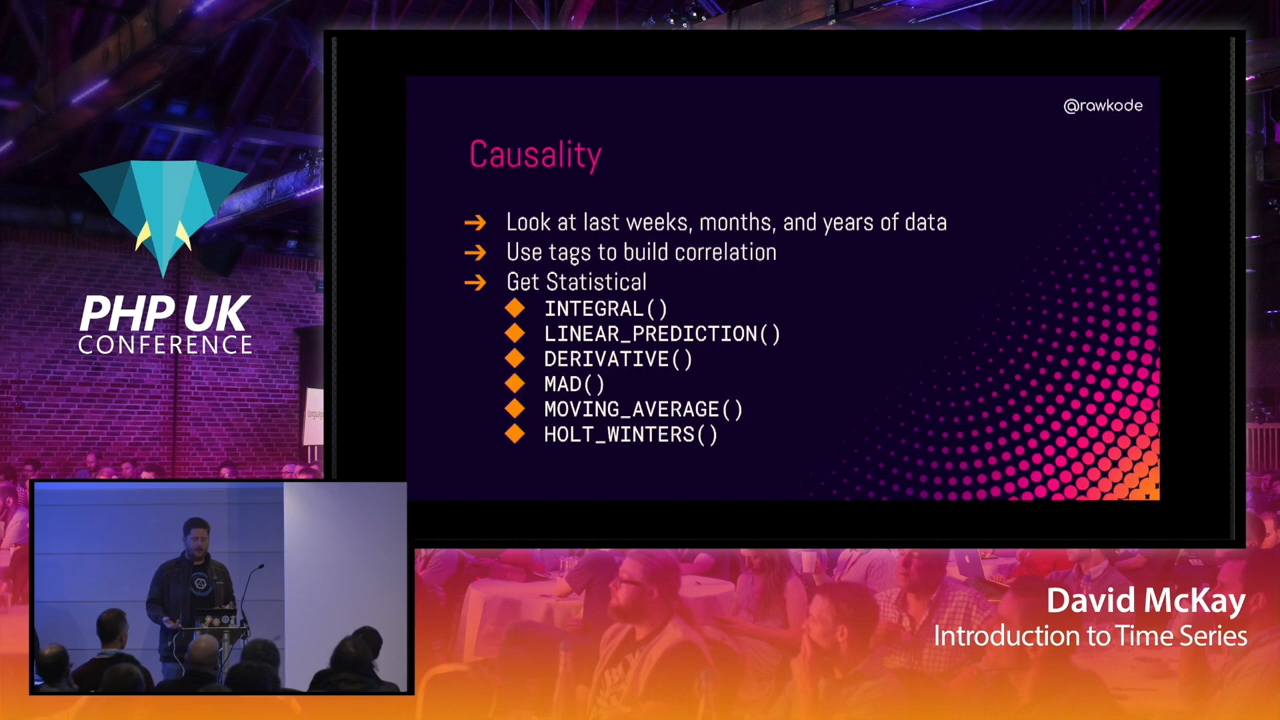 @rawkode
Causality
➔ Look at last weeks, months, and years of data
➔ Use tags to build correlation
➔ Get Statistical
◆ INTEGRAL()
◆ LINEAR_PREDICTION()
◆ DERIVATIVE()
◆ MAD()
◆ MOVING_AVERAGE()
◆ HOLT_WINTERS()
PHP UK
CONFERENCE
David McKay
Introduction to Time Series